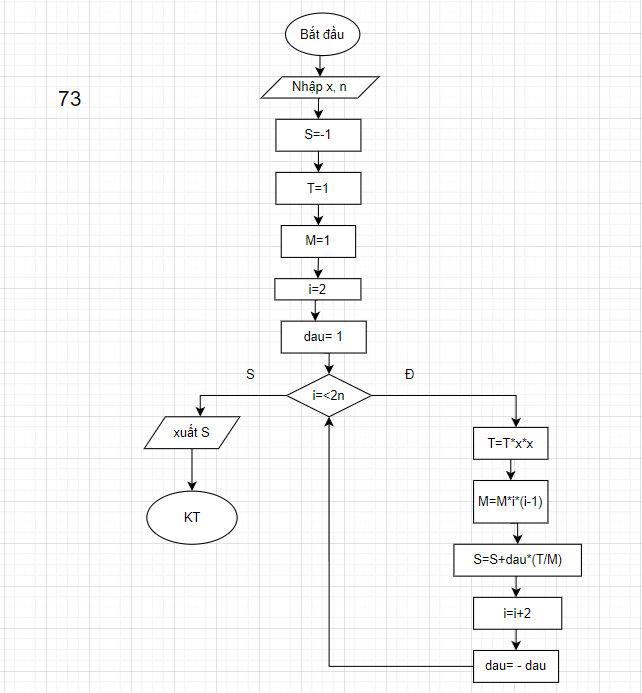 Bắt đầu
Nhập x, n
73
S=-1
T=1
M=1
i=2
dau= 1
S
Đ
i=<2n
xuất S
T=T*x*x
M=M*i*(i-1)
KT
S=S+dau*(T/M)
i=i+2
dau= - dau